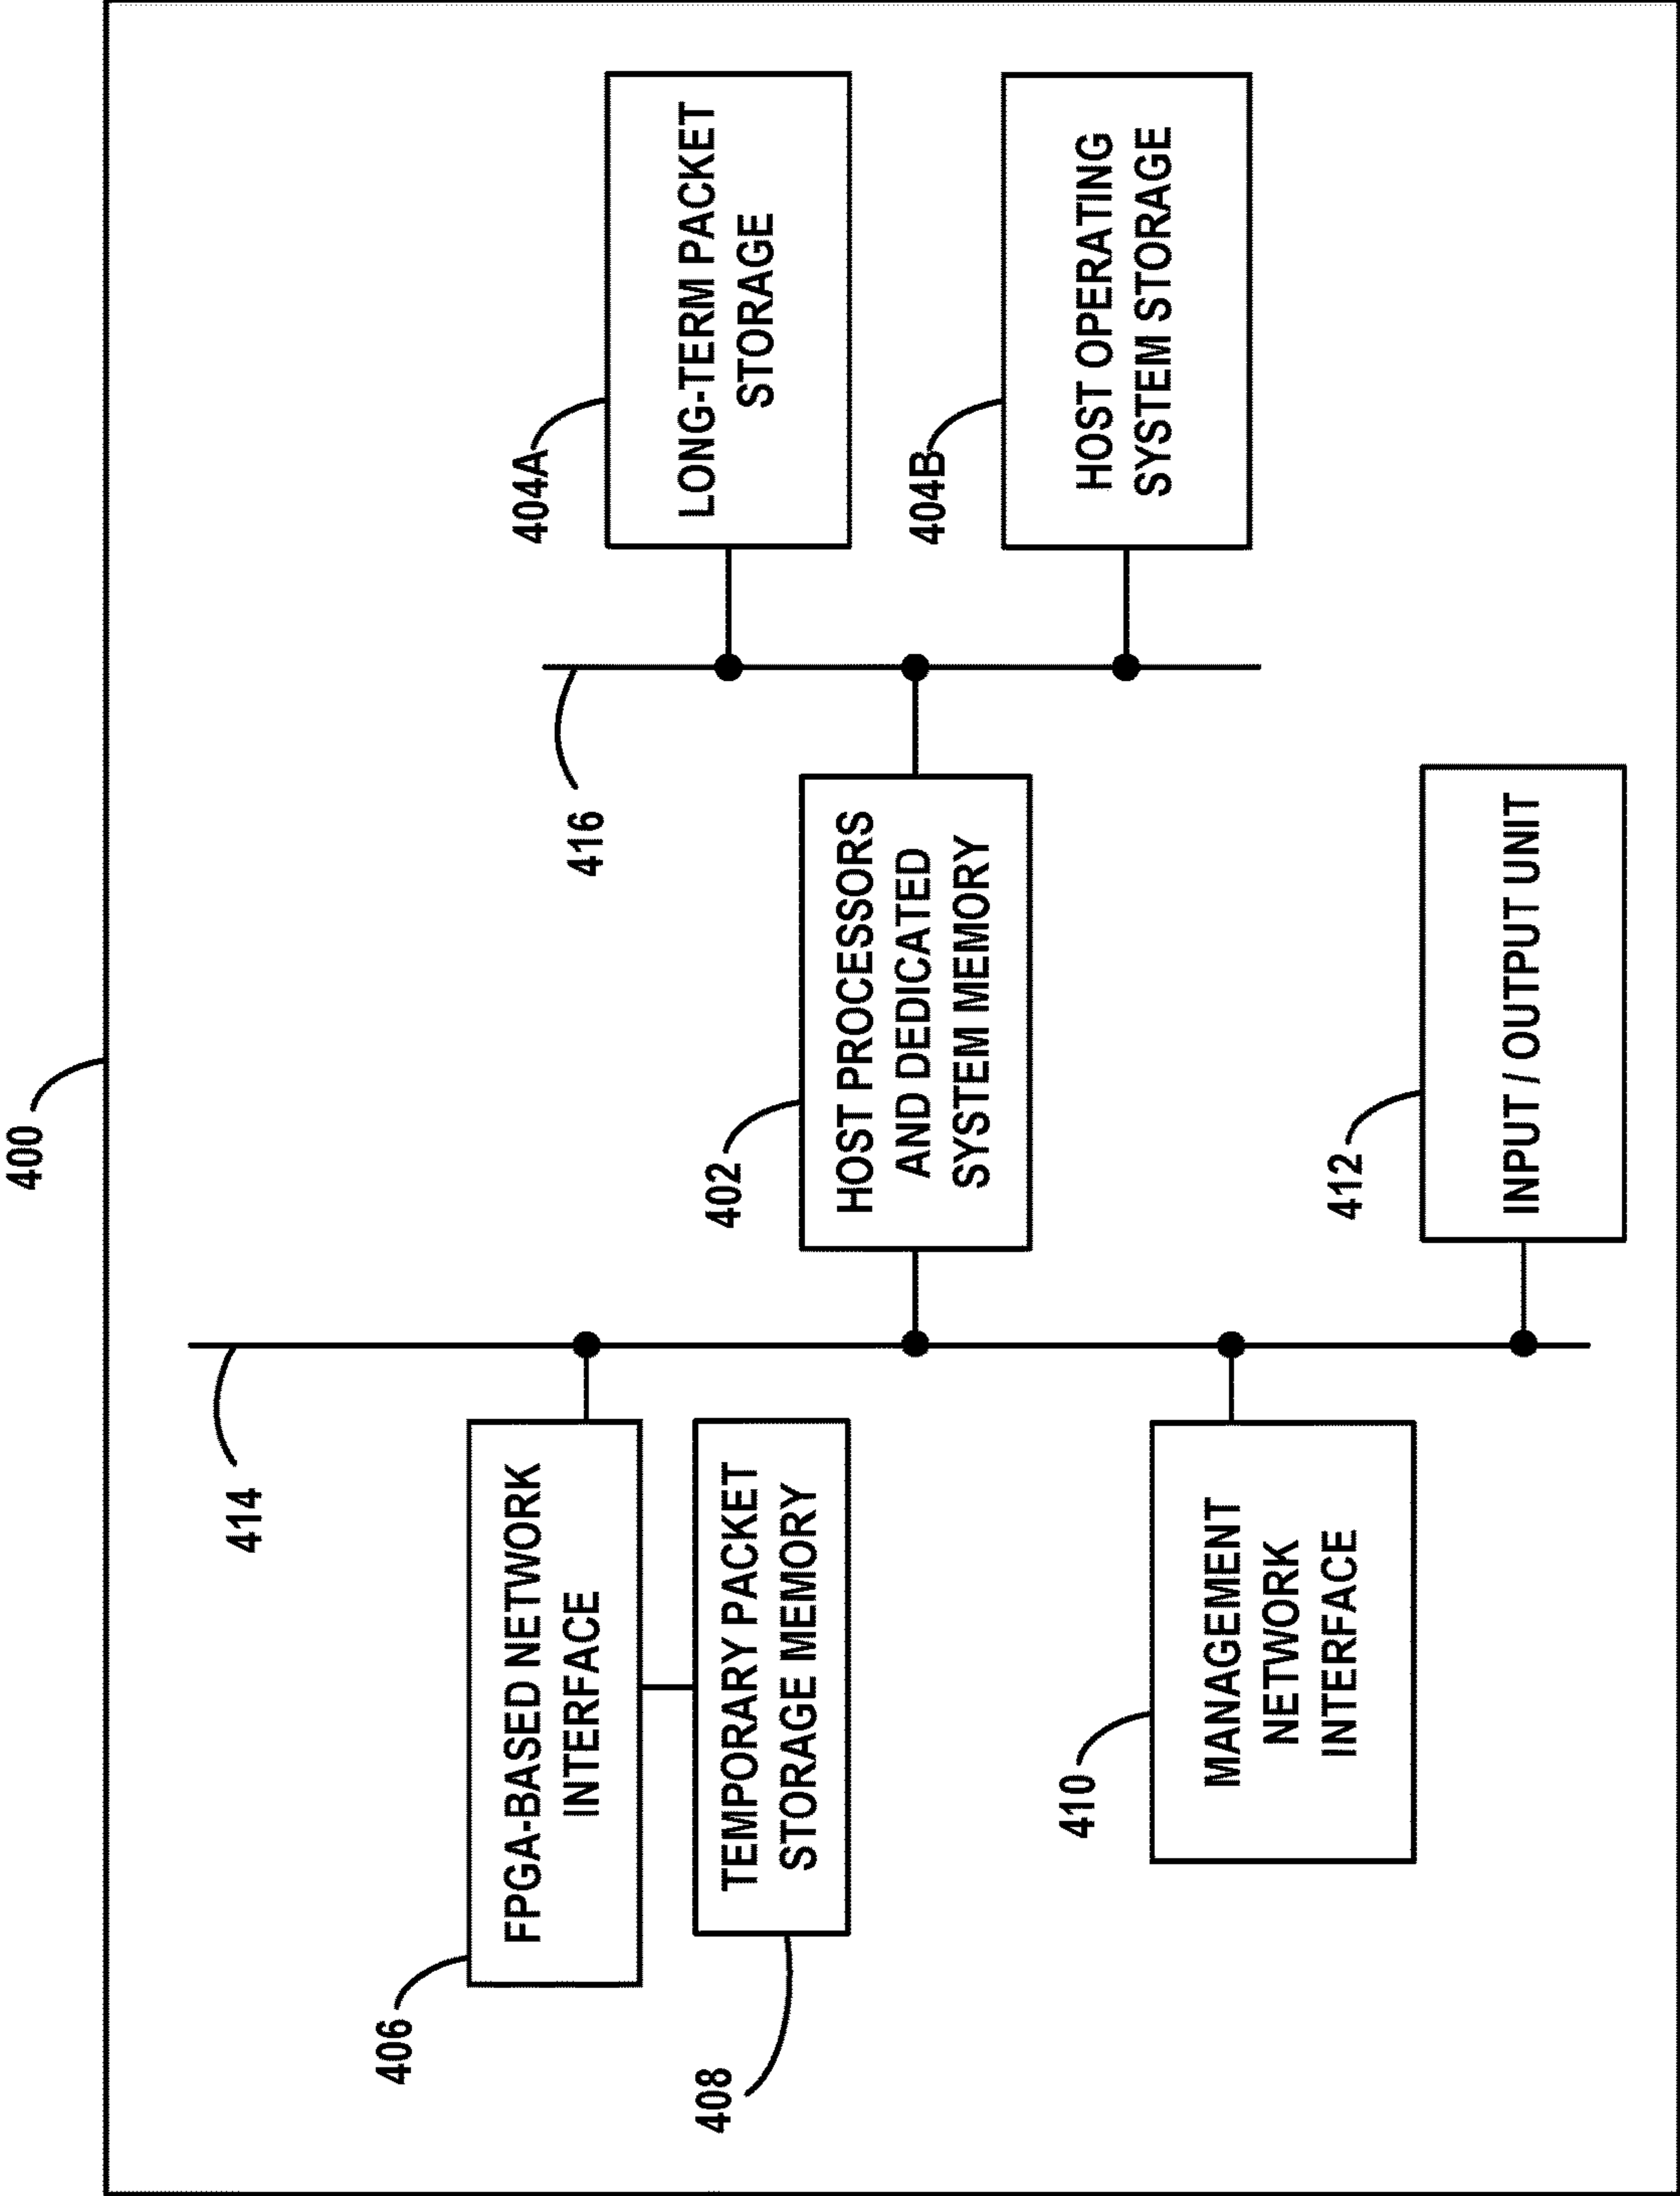 400
414
406
FPGA-BASED NETWORK
INTERFACE
408
TEMPORARY PACKET
STORAGE MEMORY
410
MANAGEMENT
NETWORK
INTERFACE
402
HOST PROCESSORS
AND DEDICATED
SYSTEM MEMORY
412
INPUT / OUTPUT UNIT
416
404A
LONG-TERM PACKET
STORAGE
404B
HOST OPERATING
SYSTEM STORAGE